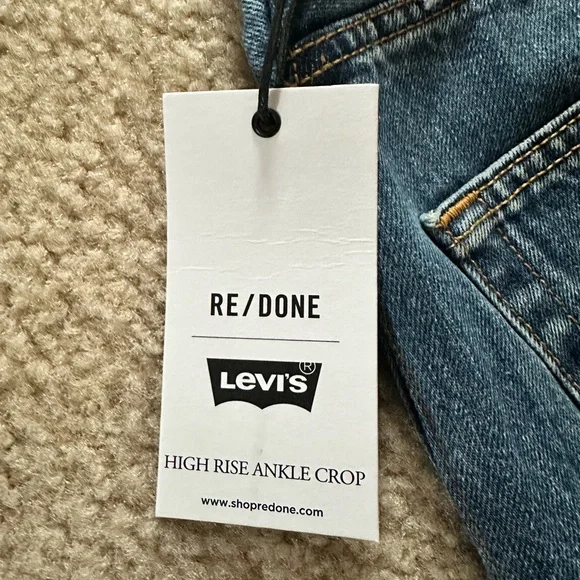 RE/DONE
LEVI'S®
HIGH RISE ANKLE CROP
www.shopredone.com